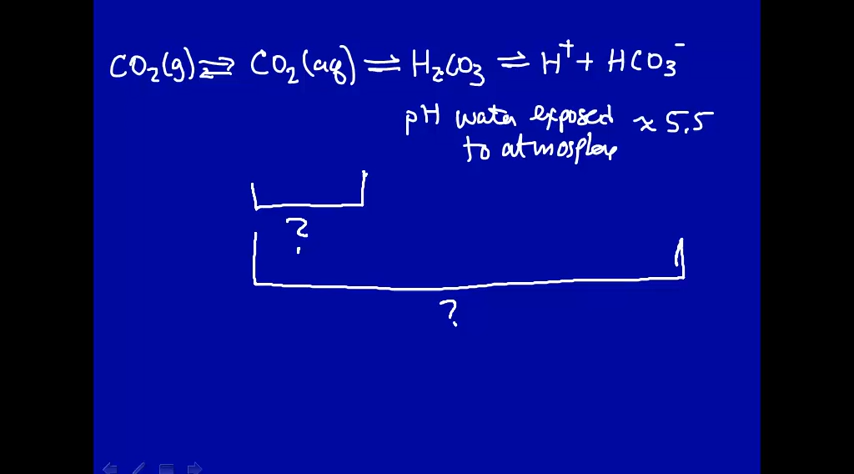 CO₂(g) ⇌ CO₂(aq) ⇌ H₂CO₃ ⇌ H⁺ + HCO₃⁻
pH water exposed ≈ 5.5
to atmosphere
?
?